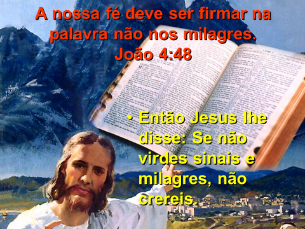 A nossa fé deve ser firmar na
palavra não nos milagres.
João 4:48
• Então Jesus lhe
disse: Se não
virdes sinais e
milagres, não
crereis.